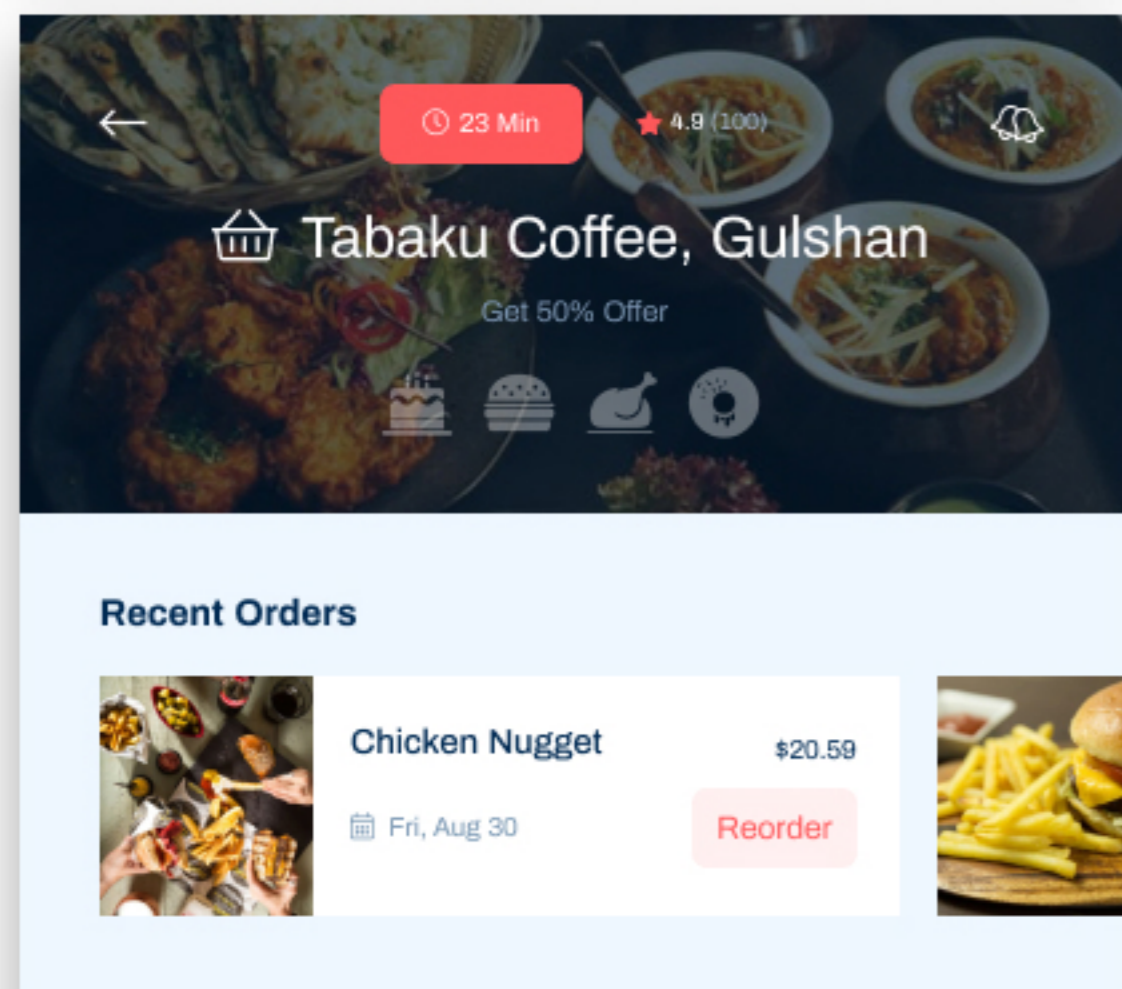 23 Min
4.9 (100)
Tabaku Coffee, Gulshan
Get 50% Offer
Recent Orders
Chicken Nugget
$20.59
Fri, Aug 30
Reorder